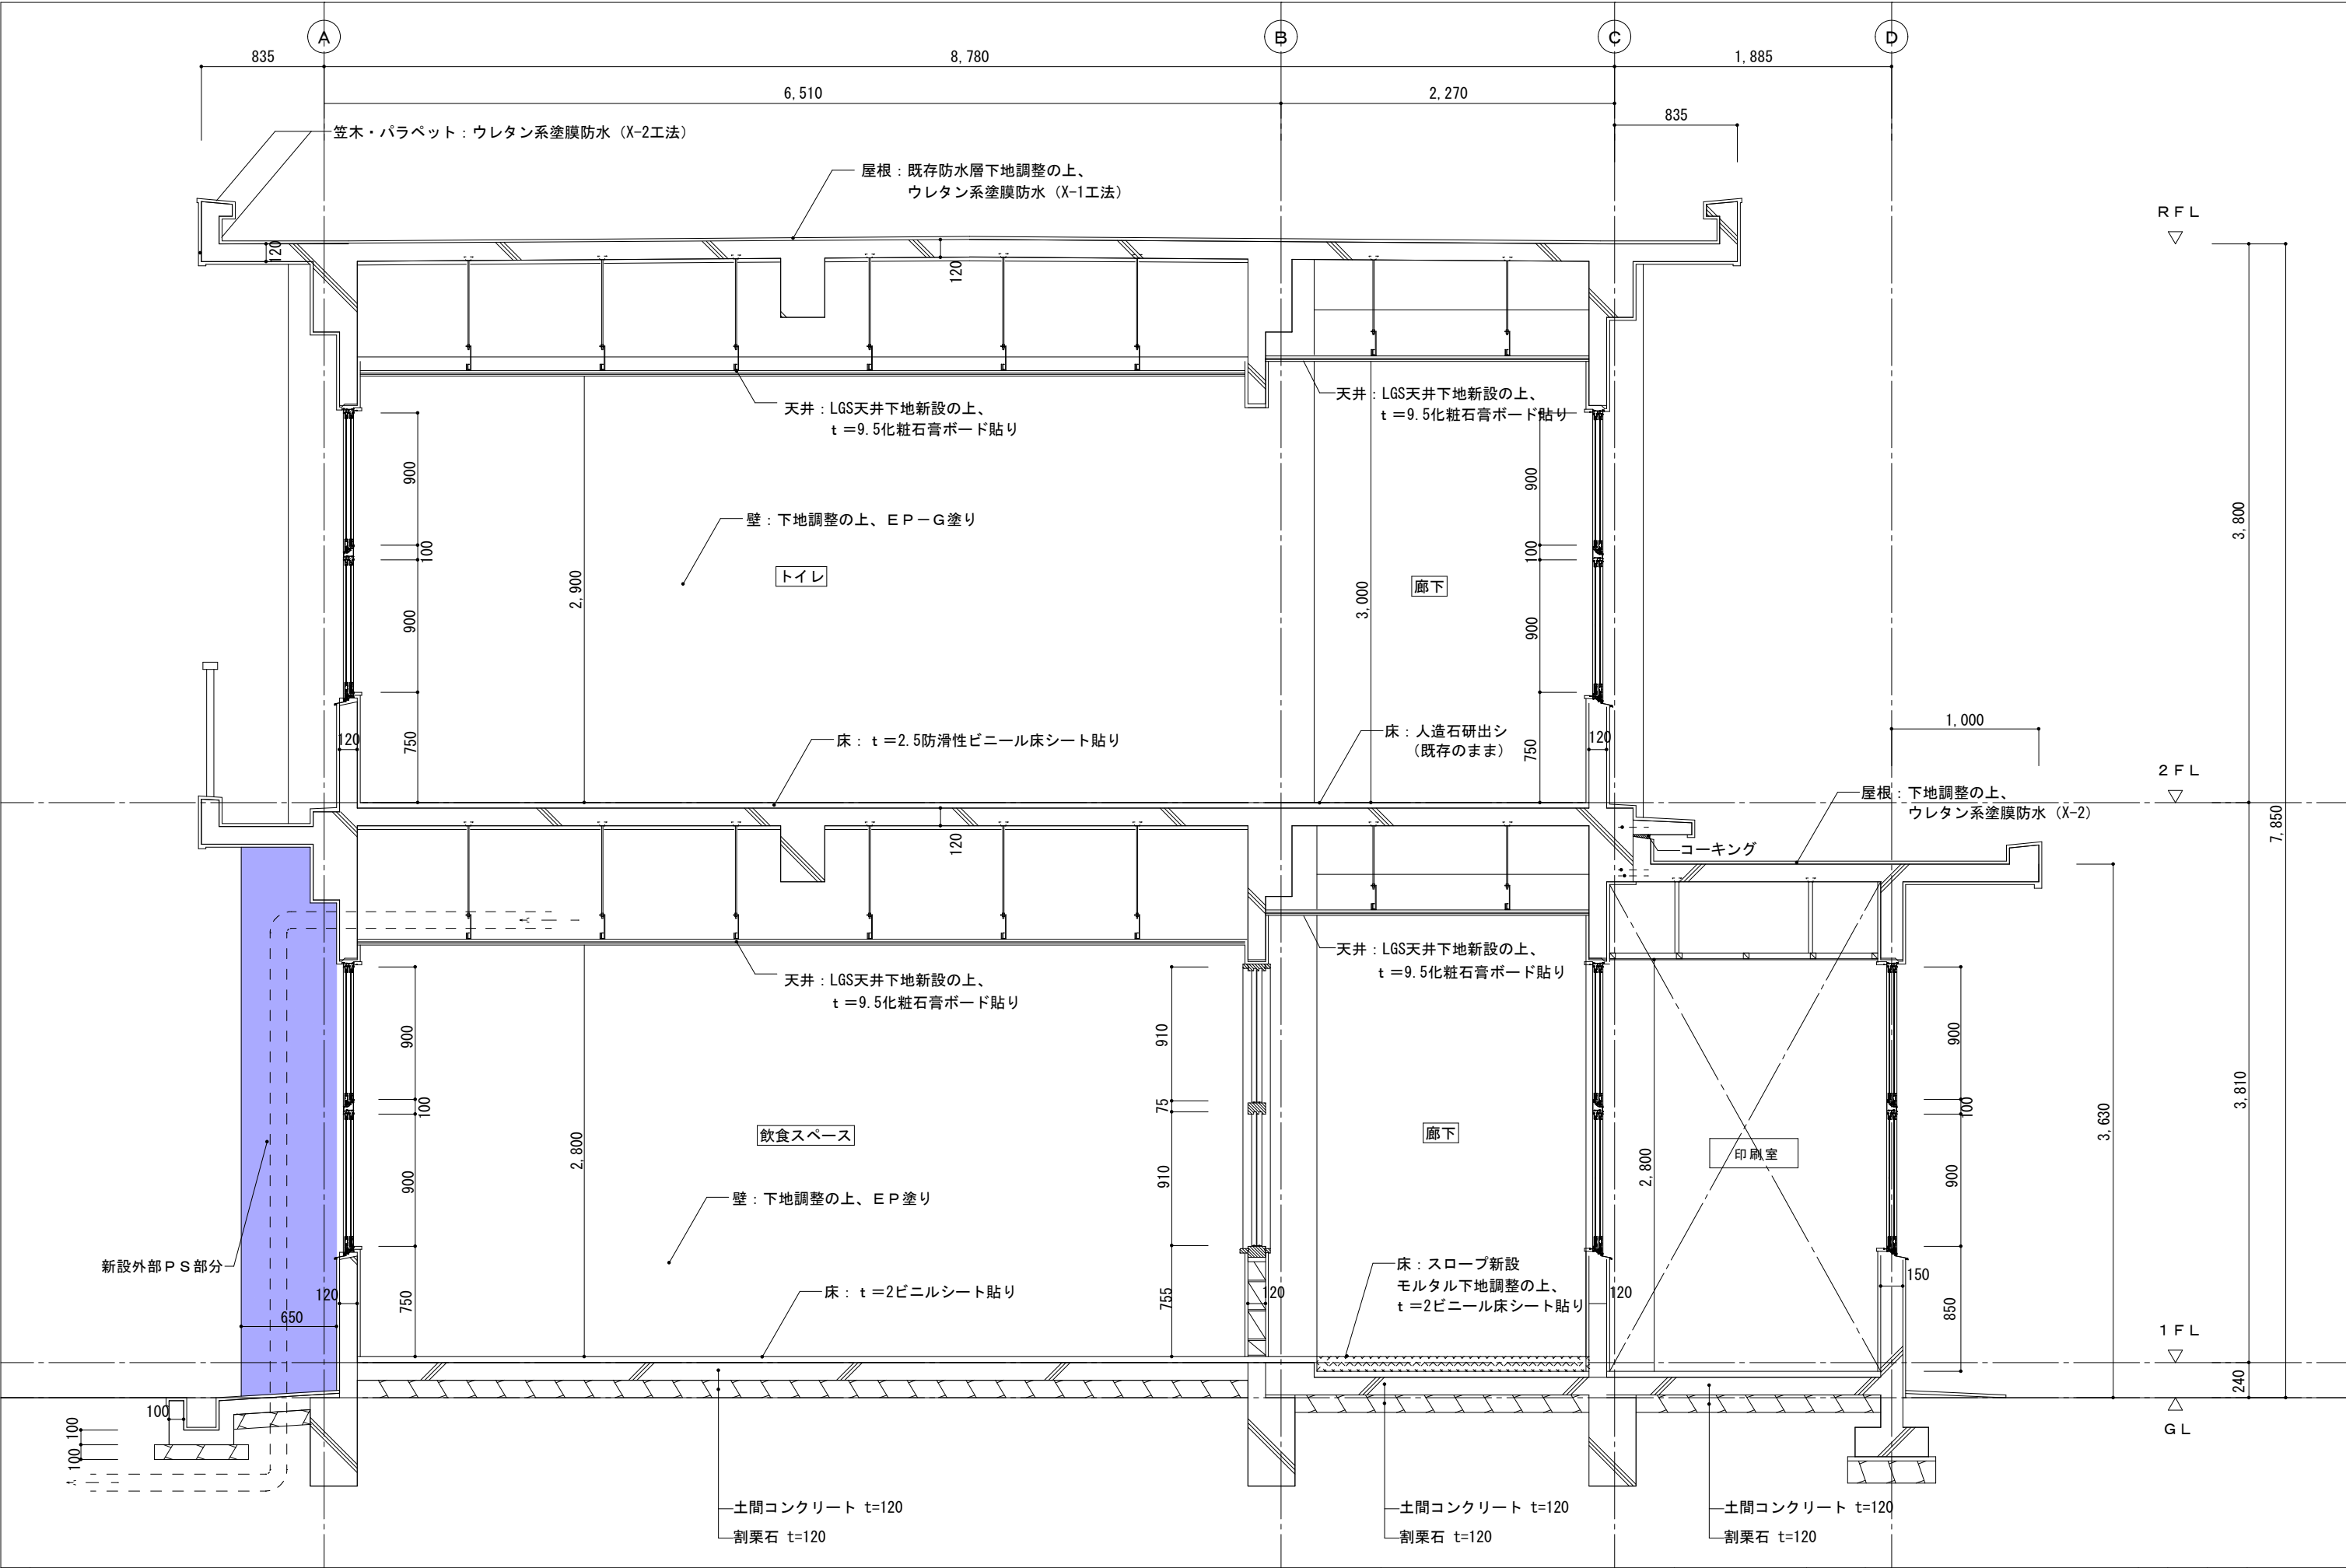 A
B
C
D
835
8,780
1,885
6,510
2,270
835
笠木・パラペット：ウレタン系塗膜防水（X-2工法）
屋根：既存防水層下地調整の上、
ウレタン系塗膜防水（X-1工法）
RFL
120
120
天井：LGS天井下地新設の上、
t＝9.5化粧石膏ボード貼り
天井：LGS天井下地新設の上、
t＝9.5化粧石膏ボード貼り
900
900
3,800
壁：下地調整の上、EP－G塗り
100
100
トイレ
2,900
3,000
廊下
900
900
1,000
120
750
床：t＝2.5防滑性ビニール床シート貼り
床：人造石研出シ
（既存のまま）
750
120
2FL
屋根：下地調整の上、
ウレタン系塗膜防水（X-2）
7,850
120
コーキング
天井：LGS天井下地新設の上、
t＝9.5化粧石膏ボード貼り
天井：LGS天井下地新設の上、
t＝9.5化粧石膏ボード貼り
900
910
900
100
75
100
3,810
3,630
飲食スペース
廊下
印刷室
2,800
2,800
900
910
900
壁：下地調整の上、EP塗り
新設外部PS部分
床：スロープ新設
モルタル下地調整の上、
t＝2ビニール床シート貼り
床：t＝2ビニルシート貼り
120
750
755
120
120
150
850
650
1FL
240
GL
100
100
100
土間コンクリート t=120
割栗石 t=120
土間コンクリート t=120
割栗石 t=120
土間コンクリート t=120
割栗石 t=120